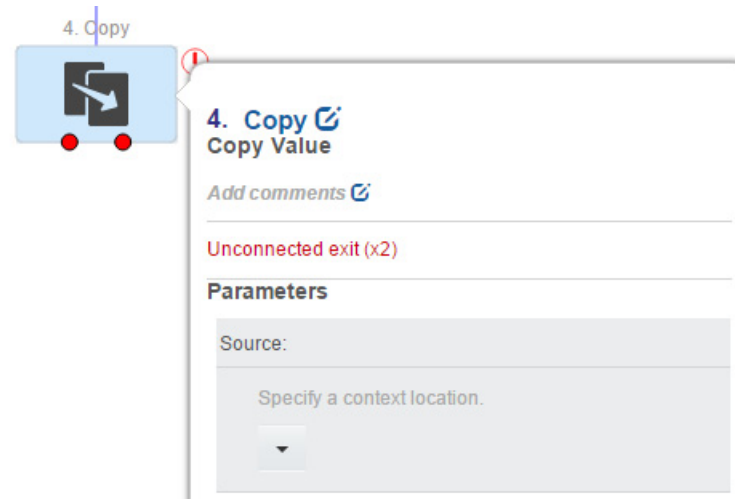 4. Copy
4. Copy
Copy Value
Add comments
Unconnected exit (x2)
Parameters
Source:
Specify a context location.